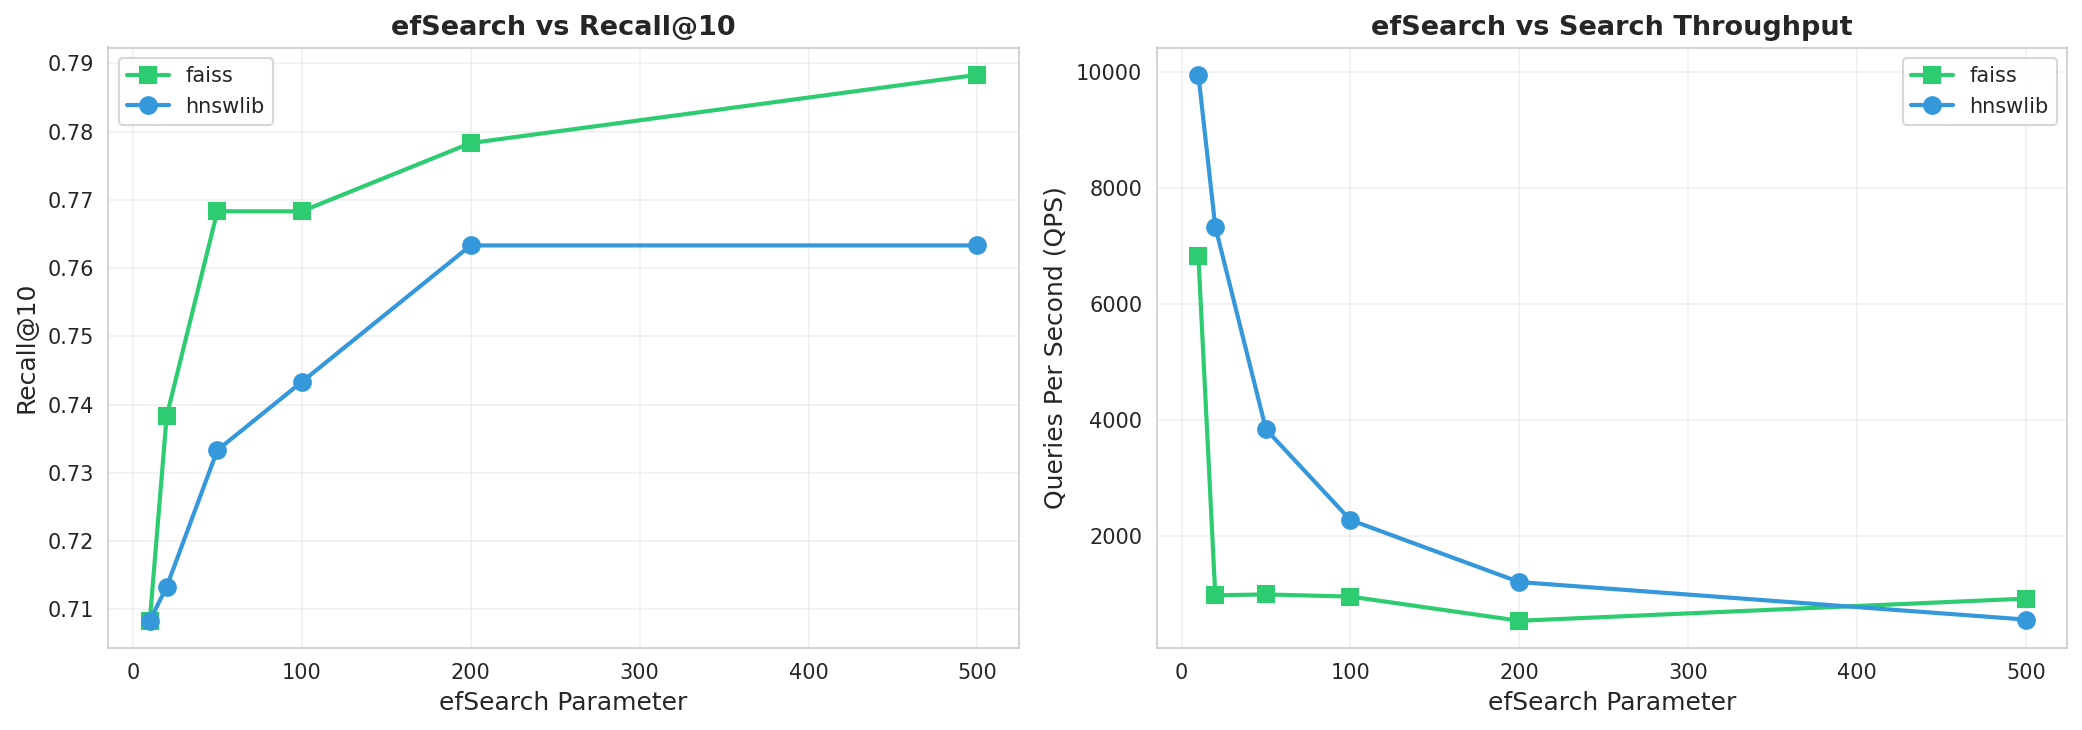 efSearch vs Recall@10
faiss
hnswlib
0.79
0.78
0.77
0.76
0.75
0.74
0.73
0.72
0.71
Recall@10
0
100
200
300
400
500
efSearch Parameter
efSearch vs Search Throughput
faiss
hnswlib
10000
8000
6000
4000
2000
Queries Per Second (QPS)
0
100
200
300
400
500
efSearch Parameter